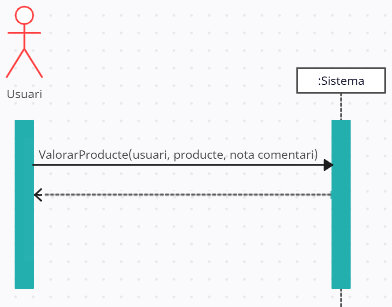 Usuari
:Sistema
ValorarProducte(usuari, producte, nota comentari)